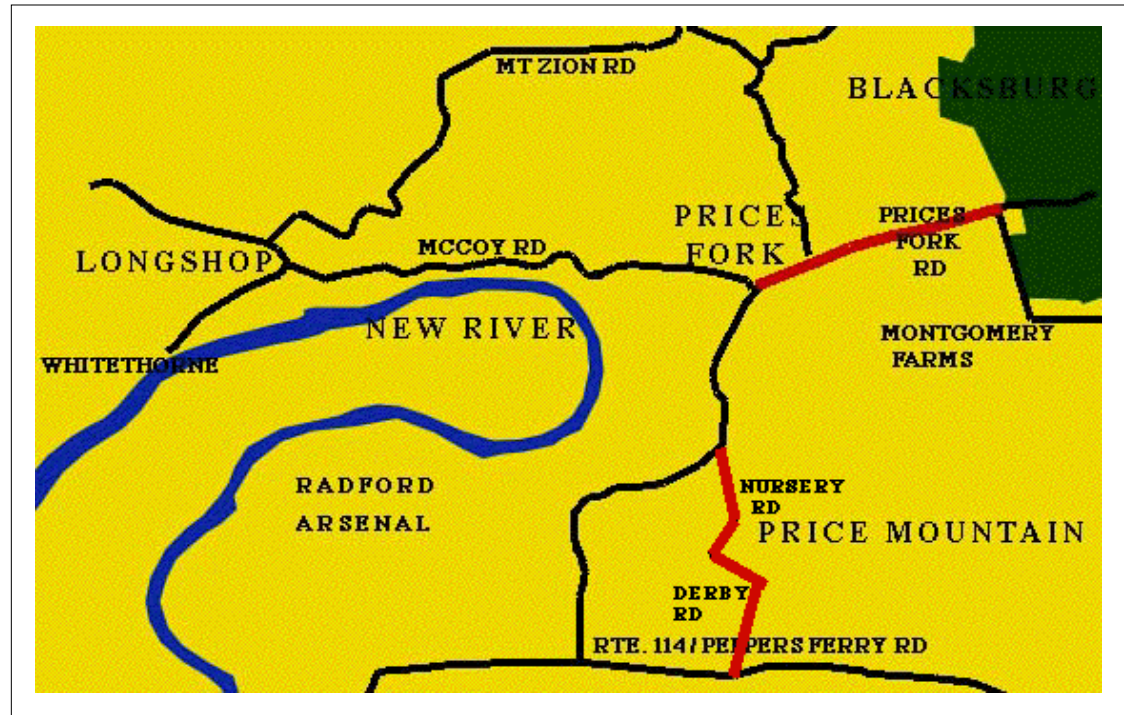 MT ZION RD
BLACKSBURG
PRICES
FORK
PRICES
FORK
RD
MCCOY RD
LONGSHOP
NEW RIVER
MONTGOMERY
FARMS
WHITETHORNE
RADFORD
ARSENAL
NURSERY
RD
PRICE MOUNTAIN
DERBY
RD
RTE. 114 / PEPPERS FERRY RD